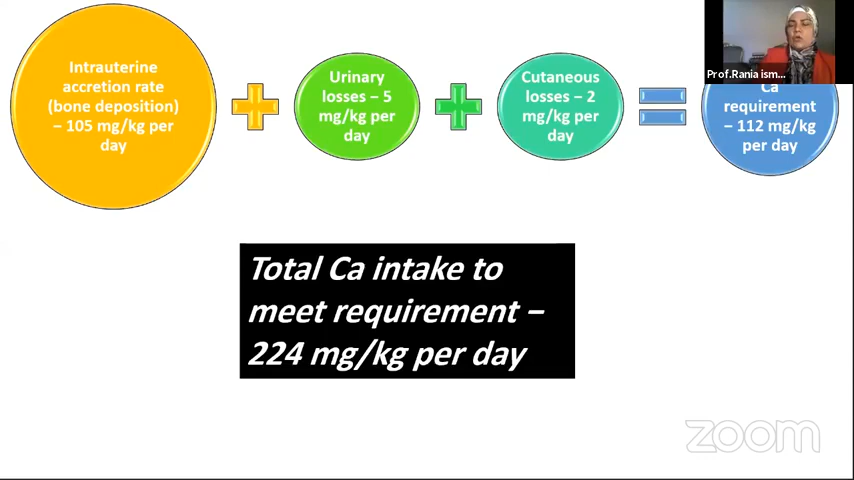 Intrauterine
accretion rate
(bone deposition)
– 105 mg/kg per
day
Urinary
losses – 5
mg/kg per
day
Cutaneous
losses – 2
mg/kg per
day
Ca
requirement
– 112 mg/kg
per day
Prof.Rania ism...
Total Ca intake to
meet requirement –
224 mg/kg per day
zoom